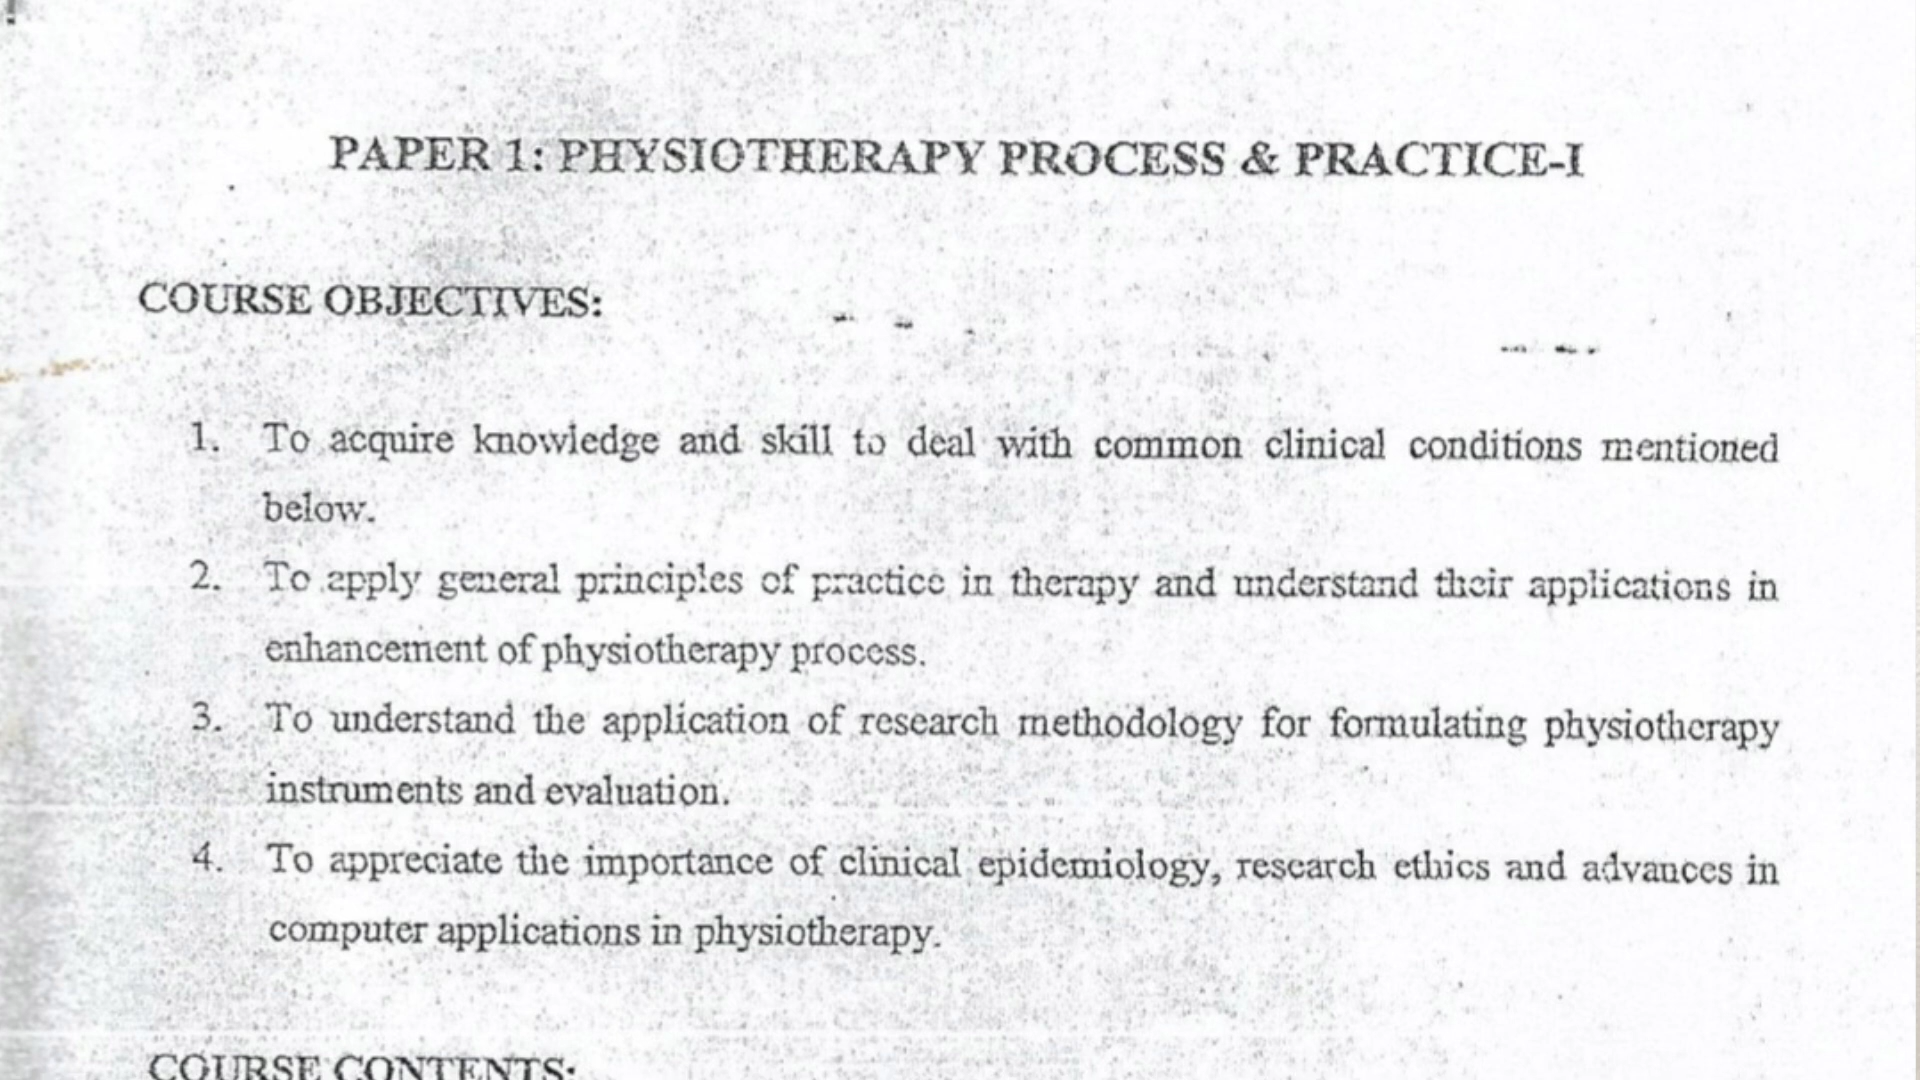 PAPER 1: PHYSIOTHERAPY PROCESS & PRACTICE-I
COURSE OBJECTIVES:
1. To acquire knowledge and skill to deal with common clinical conditions mentioned
below.
2. To apply general principles of practice in therapy and understand their applications in
enhancement of physiotherapy process.
3. To understand the application of research methodology for formulating physiotherapy
instruments and evaluation.
4. To appreciate the importance of clinical epidemiology, research ethics and advances in
computer applications in physiotherapy.
COURSE CONTENTS: